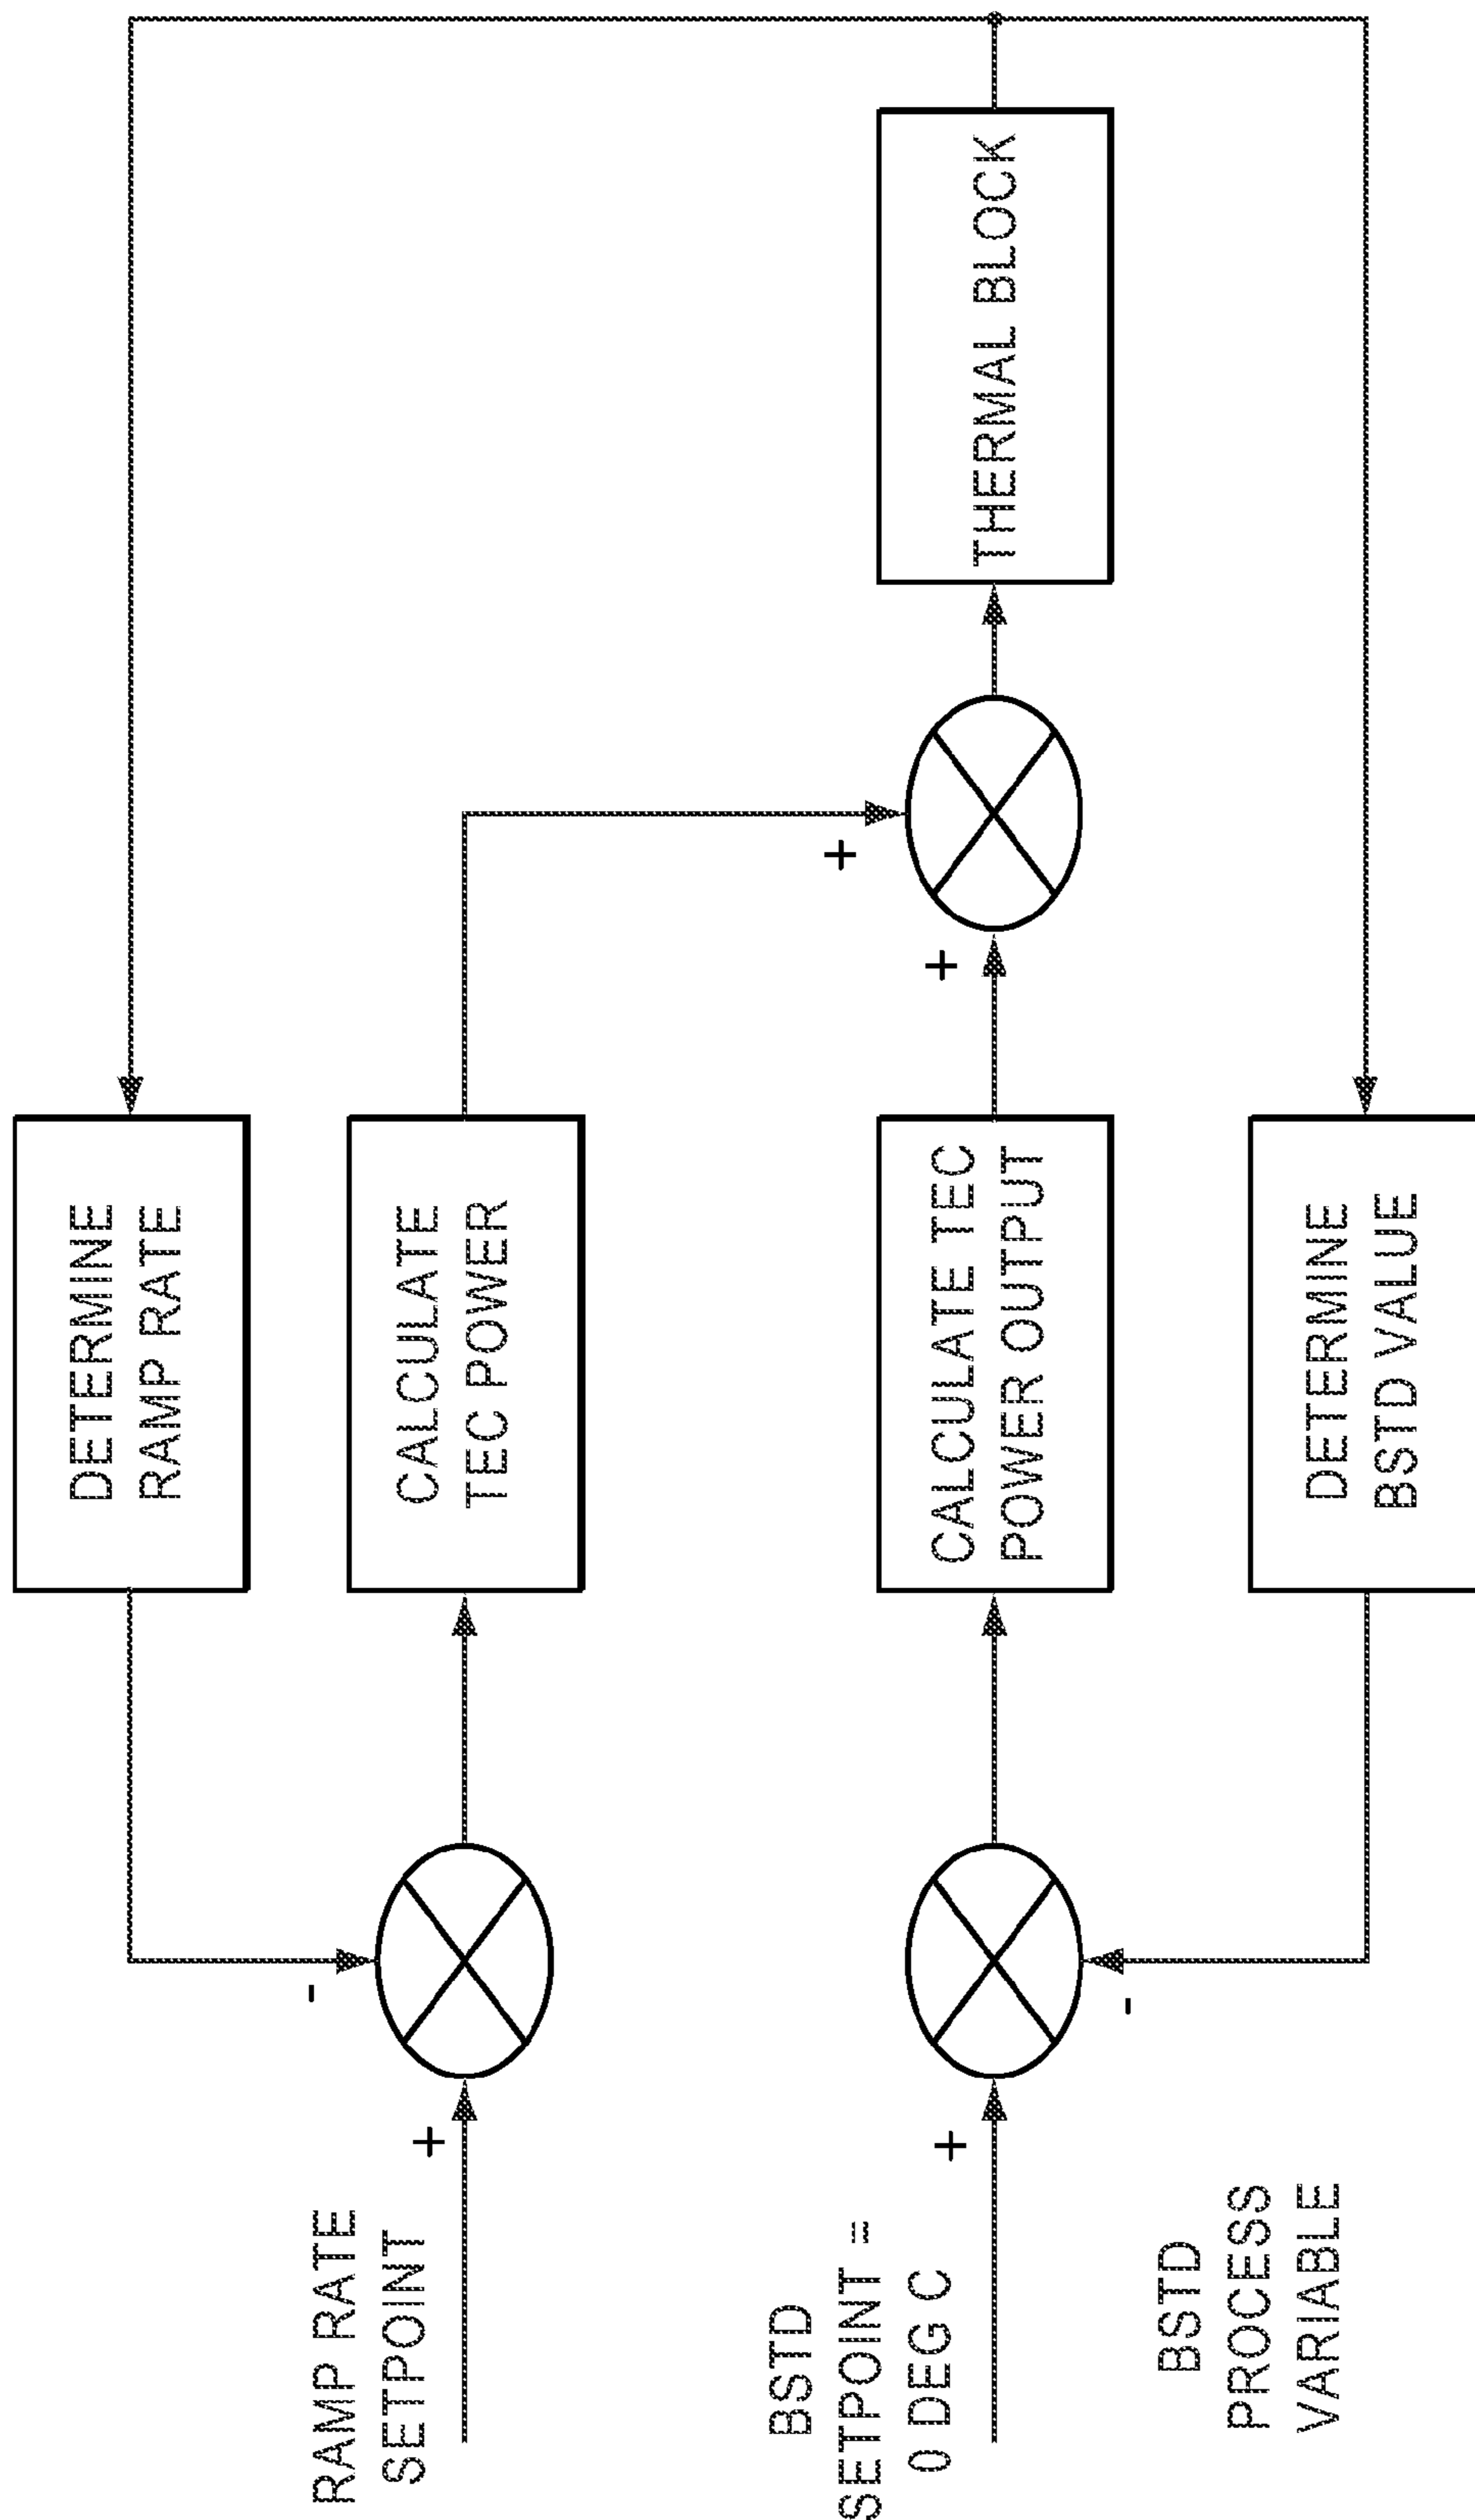 DETERMINE
RAMP RATE
-
RAMP RATE
SETPOINT
+
CALCULATE
TEC POWER
+
BSTD
SETPOINT =
0 DEG C
+
CALCULATE TEC
POWER OUTPUT
+
THERMAL BLOCK
-
BSTD
PROCESS
VARIABLE
DETERMINE
BSTD VALUE